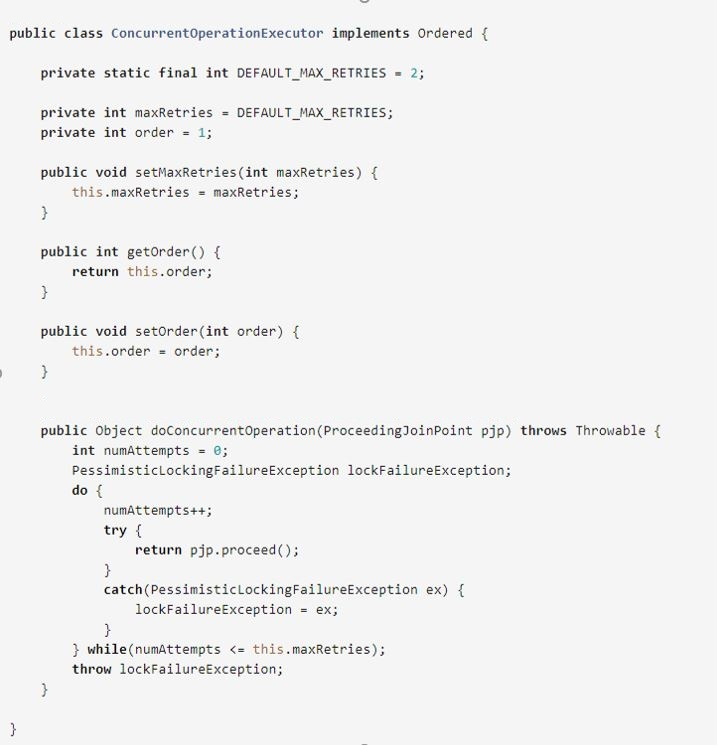 public class ConcurrentOperationExecutor implements Ordered {
private static final int DEFAULT_MAX_RETRIES = 2;
private int maxRetries = DEFAULT_MAX_RETRIES;
private int order = 1;
public void setMaxRetries(int maxRetries) {
this.maxRetries = maxRetries;
}
public int getOrder() {
return this.order;
}
public void setOrder(int order) {
this.order = order;
}
public Object doConcurrentOperation(ProceedingJoinPoint pjp) throws Throwable {
int numAttempts = 0;
PessimisticLockingFailureException lockFailureException;
do {
numAttempts++;
try {
return pjp.proceed();
}
catch(PessimisticLockingFailureException ex) {
lockFailureException = ex;
}
} while(numAttempts <= this.maxRetries);
throw lockFailureException;
}
}